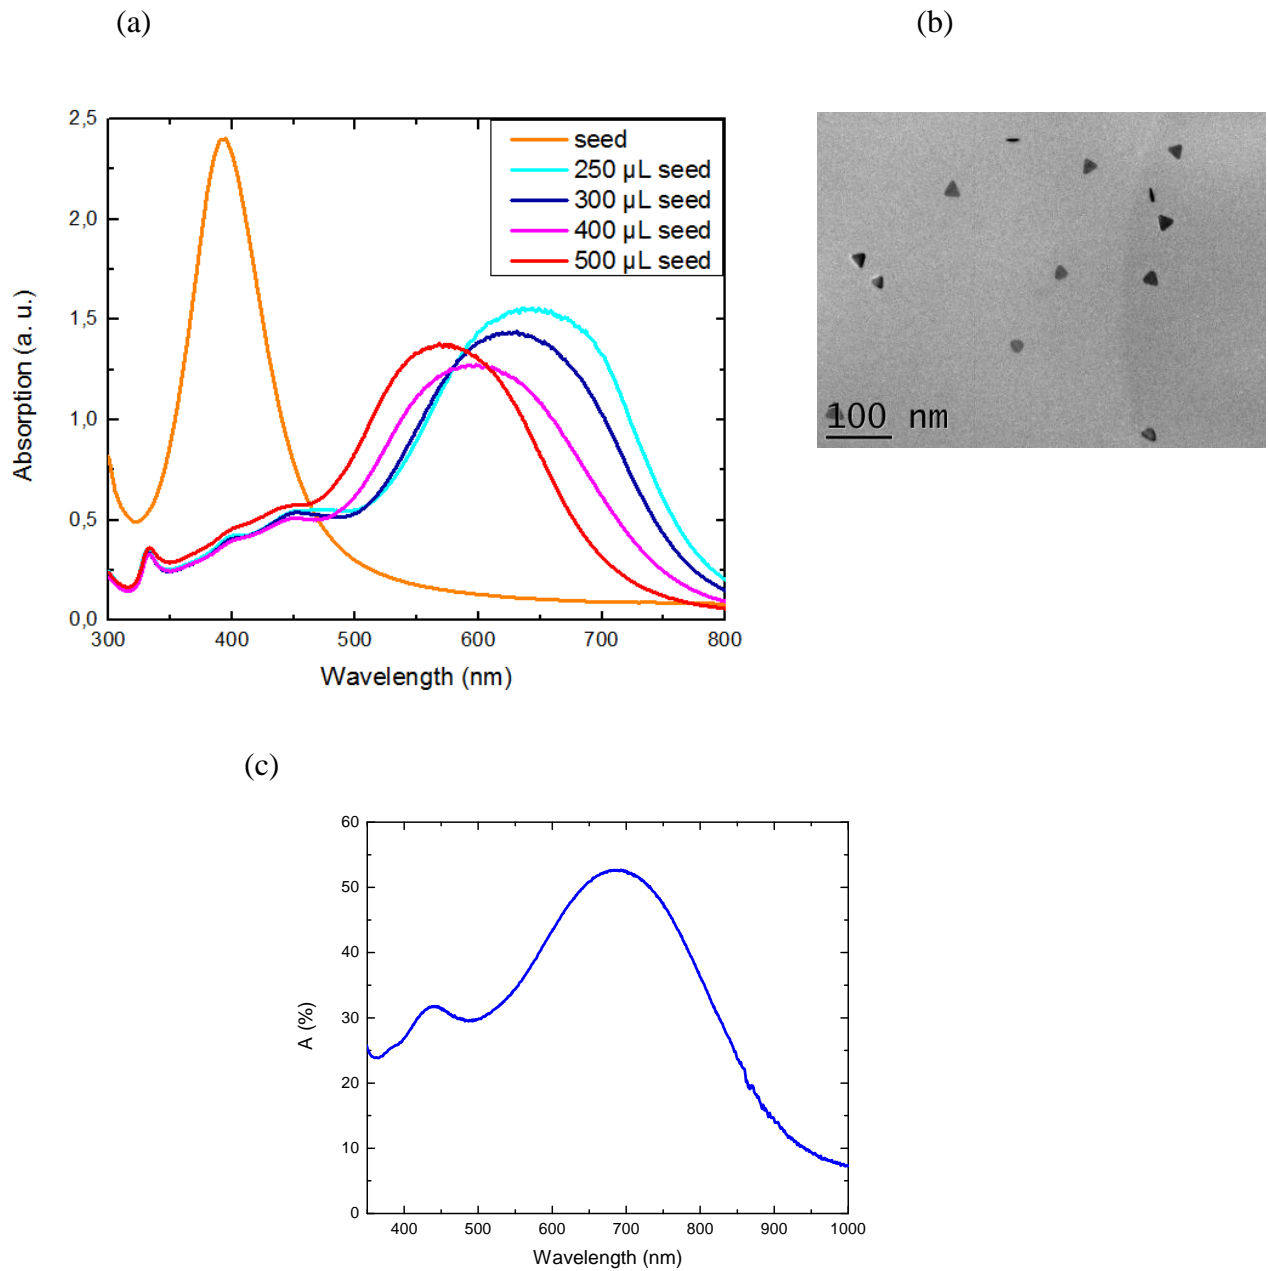 (a)
(b)
2,5
2,0
1,5
1,0
0,5
0,0
300 400 500 600 700 800
Absorption (a. u.)
Wavelength (nm)
seed
250 µL seed
300 µL seed
400 µL seed
500 µL seed
100 nm
(c)
60
50
40
30
20
10
0
400 500 600 700 800 900 1000
A (%)
Wavelength (nm)